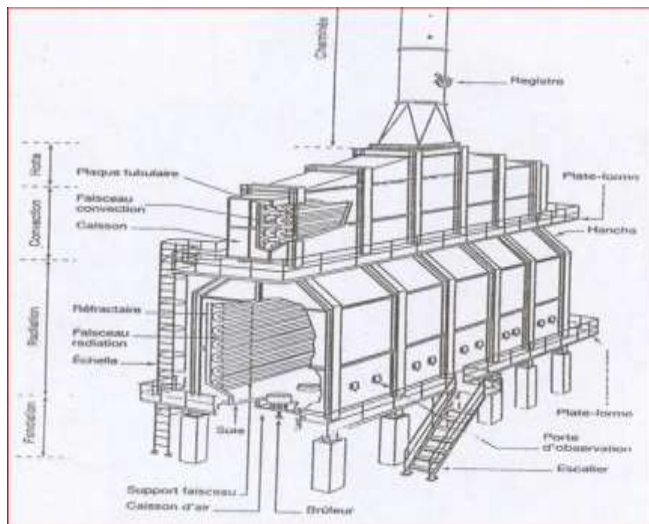 Cheminée
Registre
Hotte
Plaque tubulaire
Plate-forme
Faisceau
convection
Convection
Caisson
Hanche
Réfractaire
Radiation
Faisceau
radiation
Échelle
Plate-forme
Fondation
Sole
Porte
d'observation
Escalier
Support faisceau
Caisson d'air
Brûleur